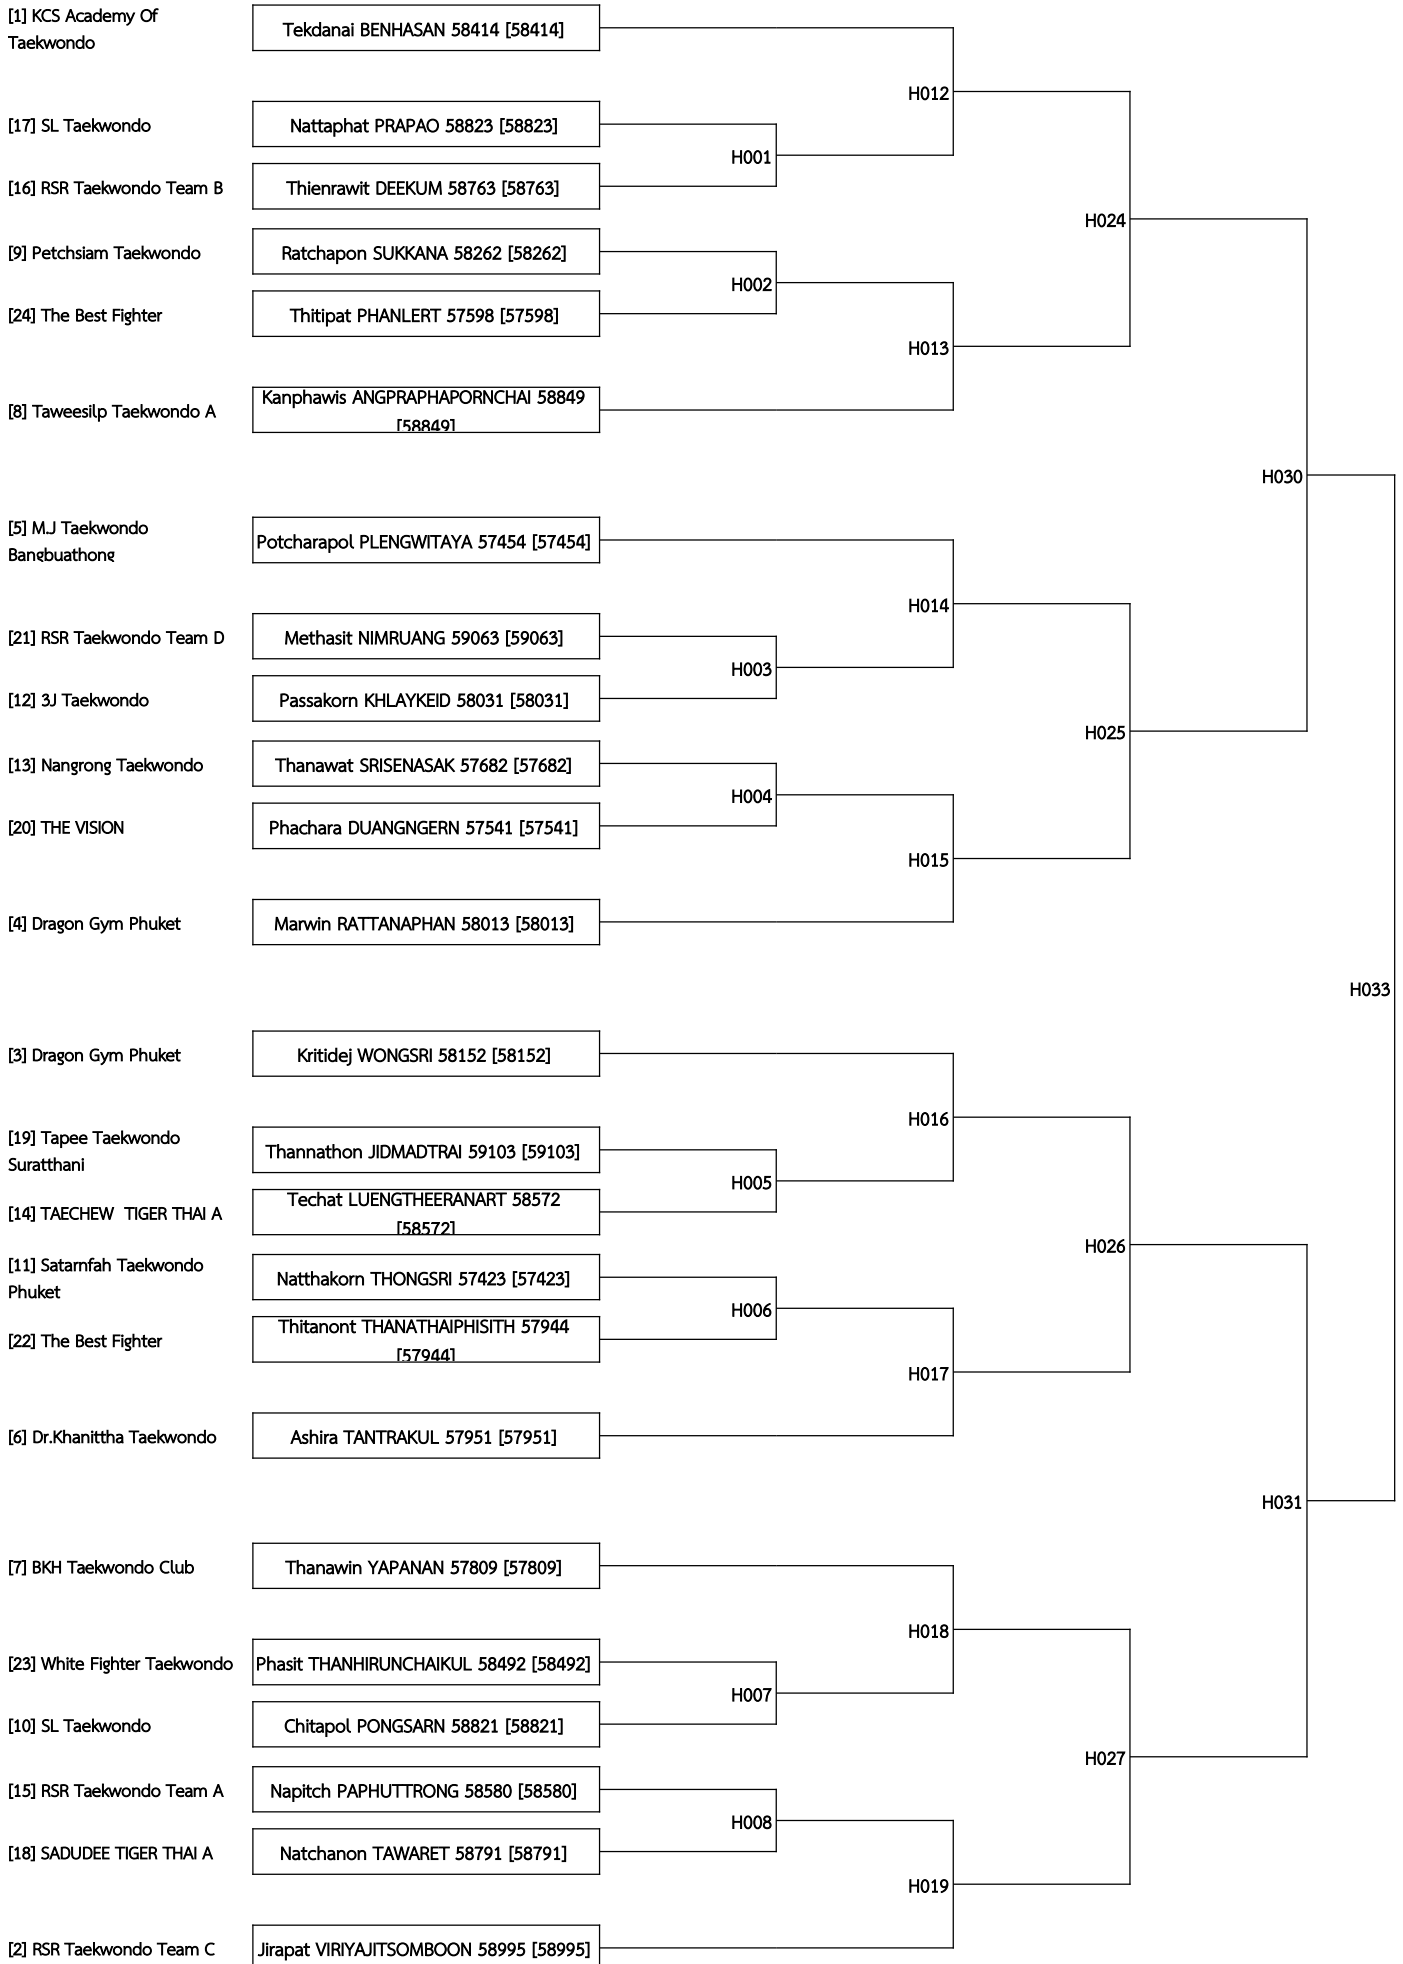 [1] KCS Academy Of
Taekwondo
Tekdanai BENHASAN 58414 [58414]
H012
[17] SL Taekwondo
Nattaphat PRAPAO 58823 [58823]
H001
[16] RSR Taekwondo Team B
Thienrawit DEEKUM 58763 [58763]
H024
[9] Petchsiam Taekwondo
Ratchapon SUKKANA 58262 [58262]
H002
[24] The Best Fighter
Thitipat PHANLERT 57598 [57598]
H013
[8] Taweesilp Taekwondo A
Kanphawis ANGPRAPHAPORNCHAI 58849
[58849]
H030
[5] M.J Taekwondo
Bangbuathong
Potcharapol PLENGWITAYA 57454 [57454]
H014
[21] RSR Taekwondo Team D
Methasit NIMRUANG 59063 [59063]
H003
[12] 3J Taekwondo
Passakorn KHLAYKEID 58031 [58031]
H025
[13] Nangrong Taekwondo
Thanawat SRISENASAK 57682 [57682]
H004
[20] THE VISION
Phachara DUANGNGERN 57541 [57541]
H015
[4] Dragon Gym Phuket
Marwin RATTANAPHAN 58013 [58013]
H033
[3] Dragon Gym Phuket
Kritidej WONGSRI 58152 [58152]
H016
[19] Tapee Taekwondo
Suratthani
Thannathon JIDMADTRAI 59103 [59103]
H005
[14] TAECHEW  TIGER THAI A
Techat LUENGTHEERANART 58572
[58572]
H026
[11] Satarnfah Taekwondo
Phuket
Natthakorn THONGSRI 57423 [57423]
H006
[22] The Best Fighter
Thitanont THANATHAIPHISITH 57944
[57944]
H017
[6] Dr.Khanittha Taekwondo
Ashira TANTRAKUL 57951 [57951]
H031
[7] BKH Taekwondo Club
Thanawin YAPANAN 57809 [57809]
H018
[23] White Fighter Taekwondo
Phasit THANHIRUNCHAIKUL 58492 [58492]
H007
[10] SL Taekwondo
Chitapol PONGSARN 58821 [58821]
H027
[15] RSR Taekwondo Team A
Napitch PAPHUTTRONG 58580 [58580]
H008
[18] SADUDEE TIGER THAI A
Natchanon TAWARET 58791 [58791]
H019
[2] RSR Taekwondo Team C
Jirapat VIRIYAJITSOMBOON 58995 [58995]